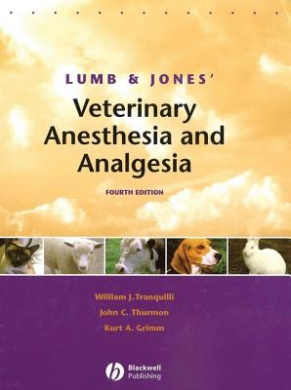 LUMB & JONES'
Veterinary
Anesthesia and
Analgesia
FOURTH EDITION
William J. Tranquilli
John C. Thurmon
Kurt A. Grimm
Blackwell
Publishing